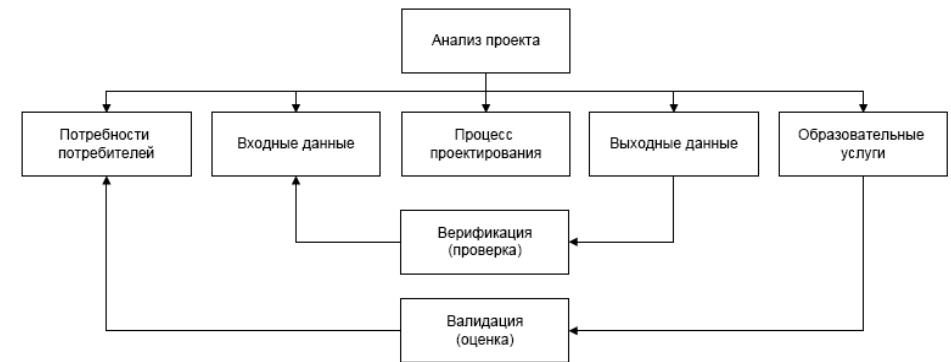 Анализ проекта
Потребности
потребителей
Входные данные
Процесс
проектирования
Выходные данные
Образовательные
услуги
Верификация
(проверка)
Валидация
(оценка)